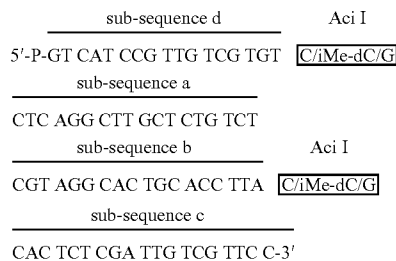 sub-sequence d Aci I
5′-P-GT CAT CCG TTG TCG TGT C/iMe-dC/G
sub-sequence a
CTC AGG CTT GCT CTG TCT
sub-sequence b Aci I
CGT AGG CAC TGC ACC TTA C/iMe-dC/G
sub-sequence c
CAC TCT CGA TTG TCG TTC C-3′